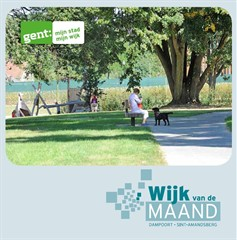 gent:
mijn stad
mijn wijk
Wijk van de
MAAND
DAMPOORT • SINT-AMANDSBERG